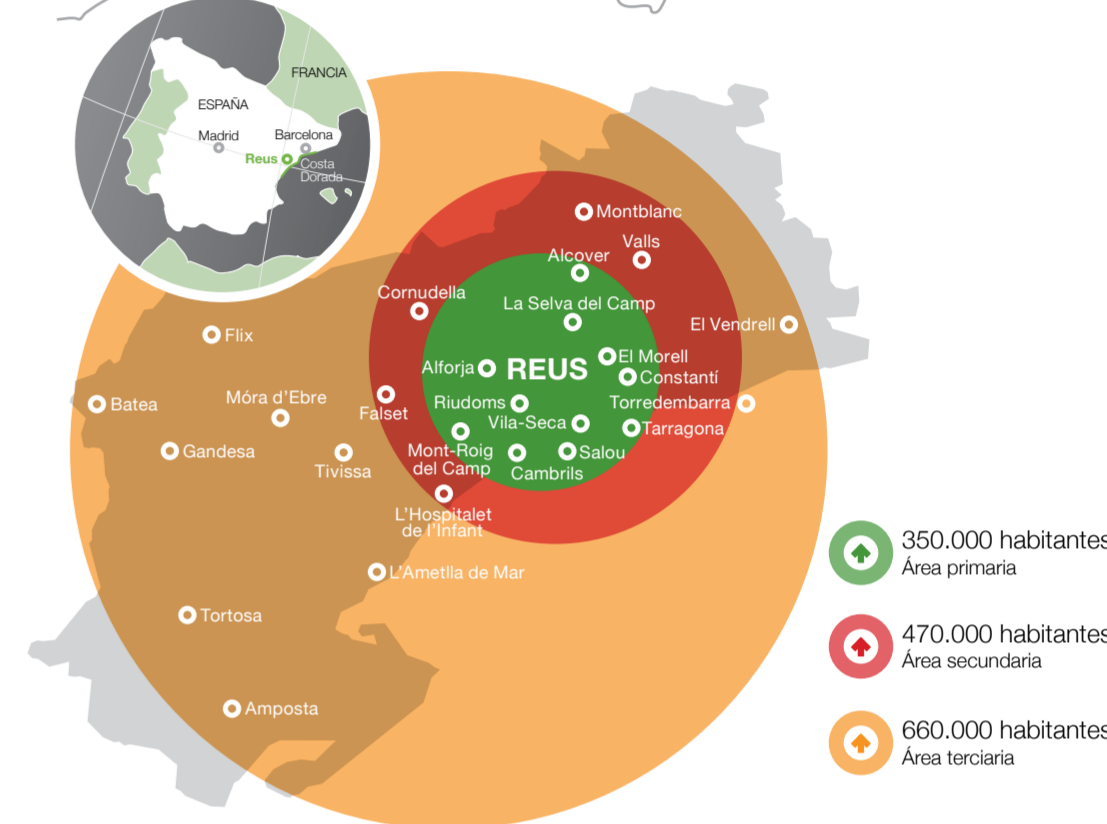 FRANCIA
ESPAÑA
Madrid
Barcelona
Reus
Costa
Dorada
Montblanc
Valls
Alcover
Cornudella
La Selva del Camp
El Vendrell
Flix
El Morell
Alforja
REUS
Constantí
Móra d'Ebre
Batea
Falset
Riudoms
Torredembarra
Vila-Seca
Tarragona
Gandesa
Tivissa
Mont-Roig
del Camp
Salou
Cambrils
L'Hospitalet
de l'Infant
L'Ametlla de Mar
Tortosa
Amposta
350.000 habitantes
Área primaria
470.000 habitantes
Área secundaria
660.000 habitantes
Área terciaria